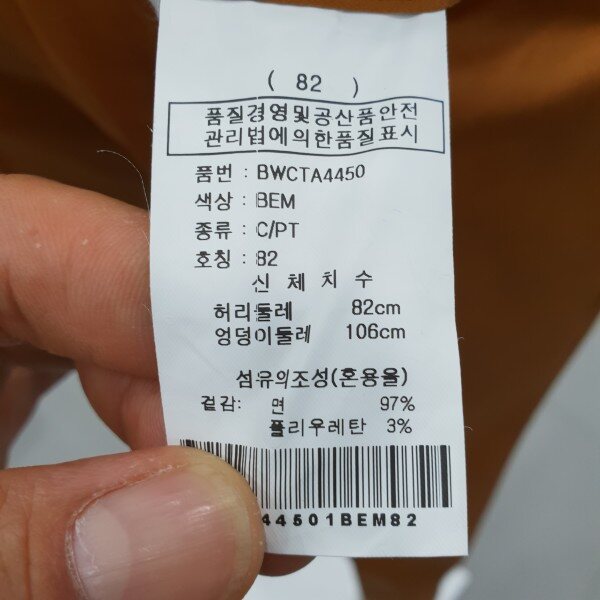 ( 82 )
품질경영및공산품안전
관리법에의한품질표시
품번 : BWCTA4450
색상 : BEM
종류 : C/PT
호칭 : 82
신 체 치 수
허리둘레 82cm
엉덩이둘레 106cm
섬유의조성(혼용율)
겉감: 면 97%
폴리우레탄 3%
44501BEM82